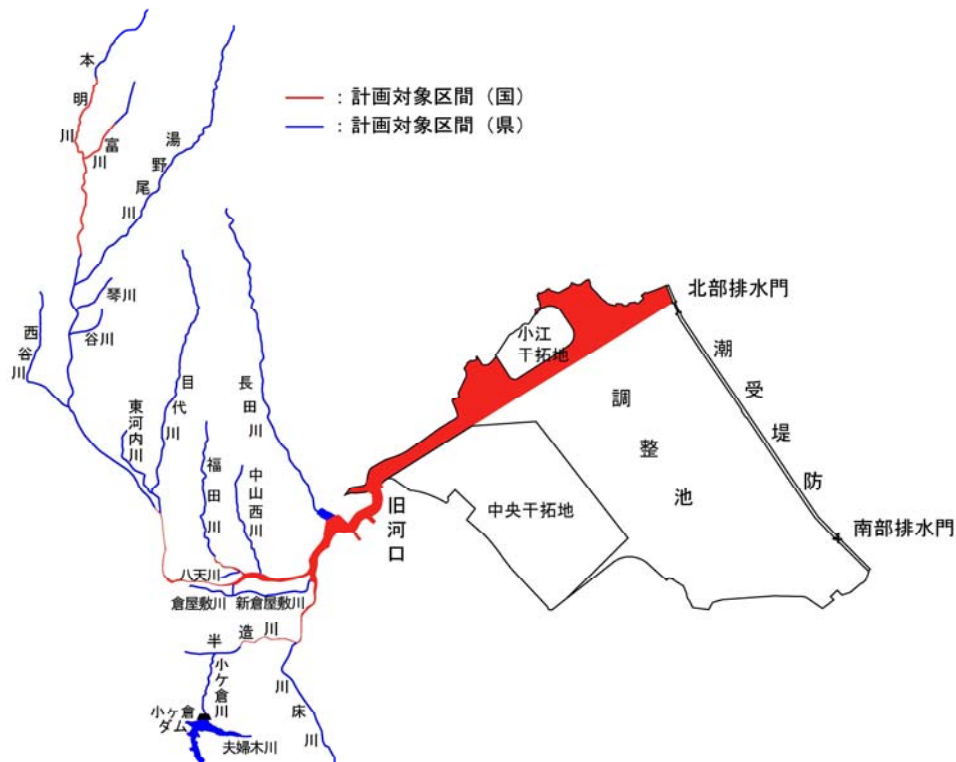 ：計画対象区間（国）
：計画対象区間（県）
本明川
富川
湯野尾川
琴川
谷川
西谷川
東河内川
目代川
福田川
中山西川
長田川
八天川
倉屋敷川
新倉屋敷川
半造川
小ケ倉川
小ヶ倉
ダム
夫婦木川
川床川
旧河口
小江
干拓地
中央干拓地
調整池
北部排水門
潮受堤防
南部排水門